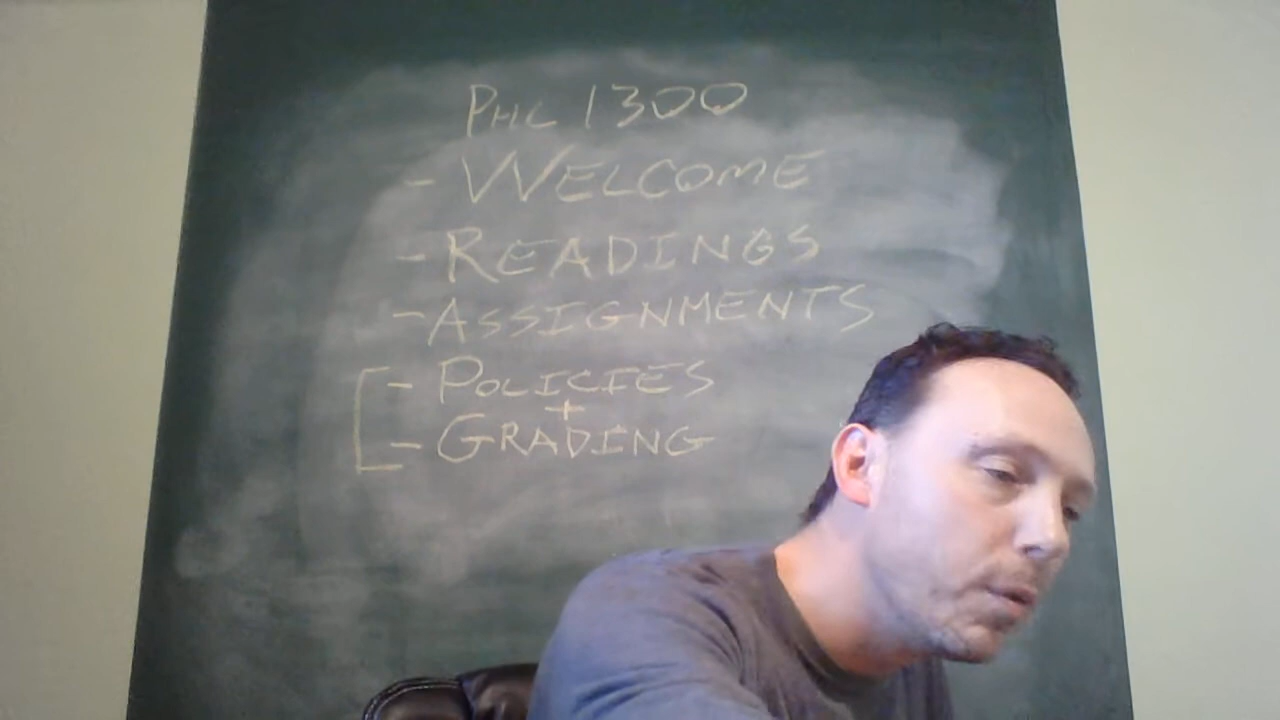 PHL 1300
- WELCOME
- READINGS
- ASSIGNMENTS
- POLICIES
+
- GRADING